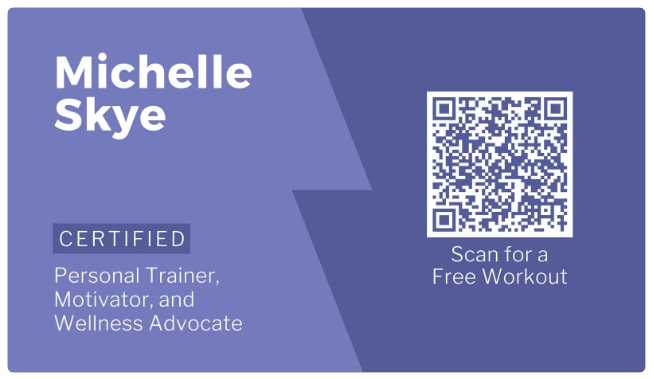 Michelle
Skye
CERTIFIED
Personal Trainer,
Motivator, and
Wellness Advocate
Scan for a
Free Workout